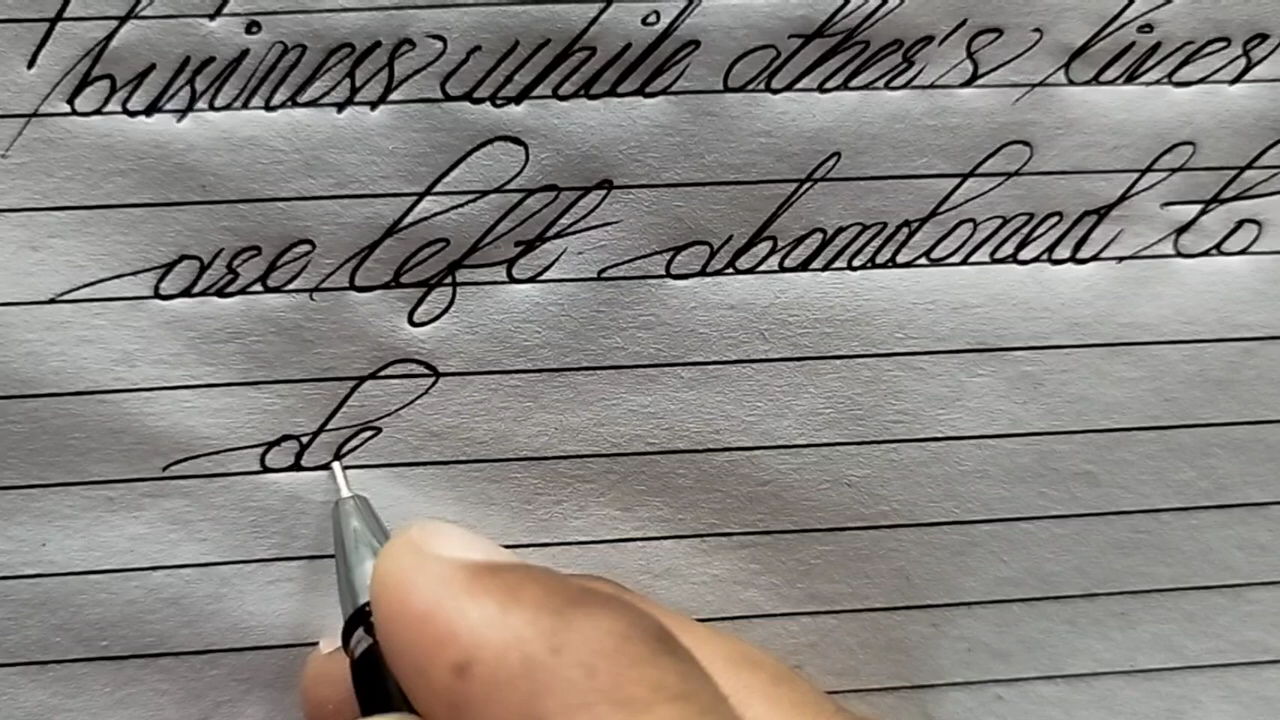 business while other's lives
are left abandoned to
de